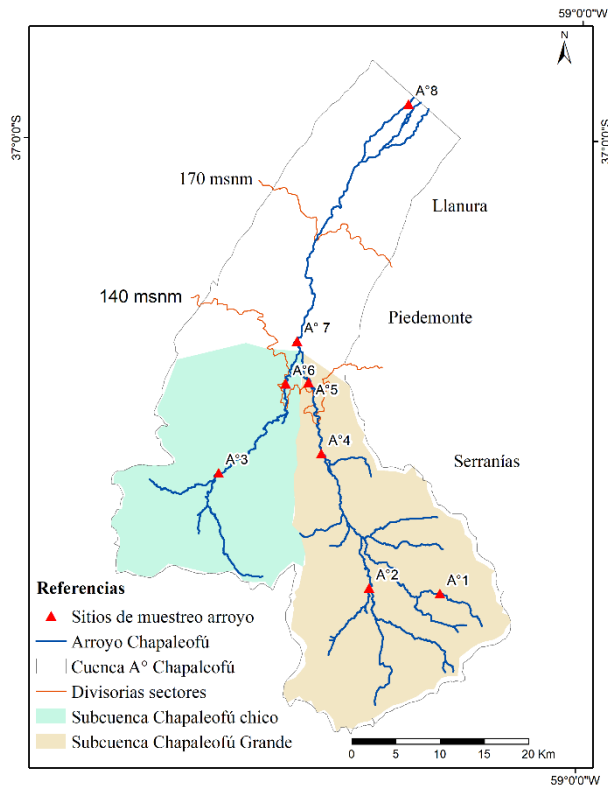 59°0'0"W
N
A°8
37°0'0"S
37°0'0"S
170 msnm
Llanura
140 msnm
Piedemonte
A° 7
A°6
A°5
A°4
Serranías
A°3
A°2
A°1
Referencias
Sitios de muestreo arroyo
Arroyo Chapaleofú
Cuenca A° Chapaleofú
Divisorias sectores
Subcuenca Chapaleofú chico
Subcuenca Chapaleofú Grande
0 5 10 20 Km
59°0'0"W